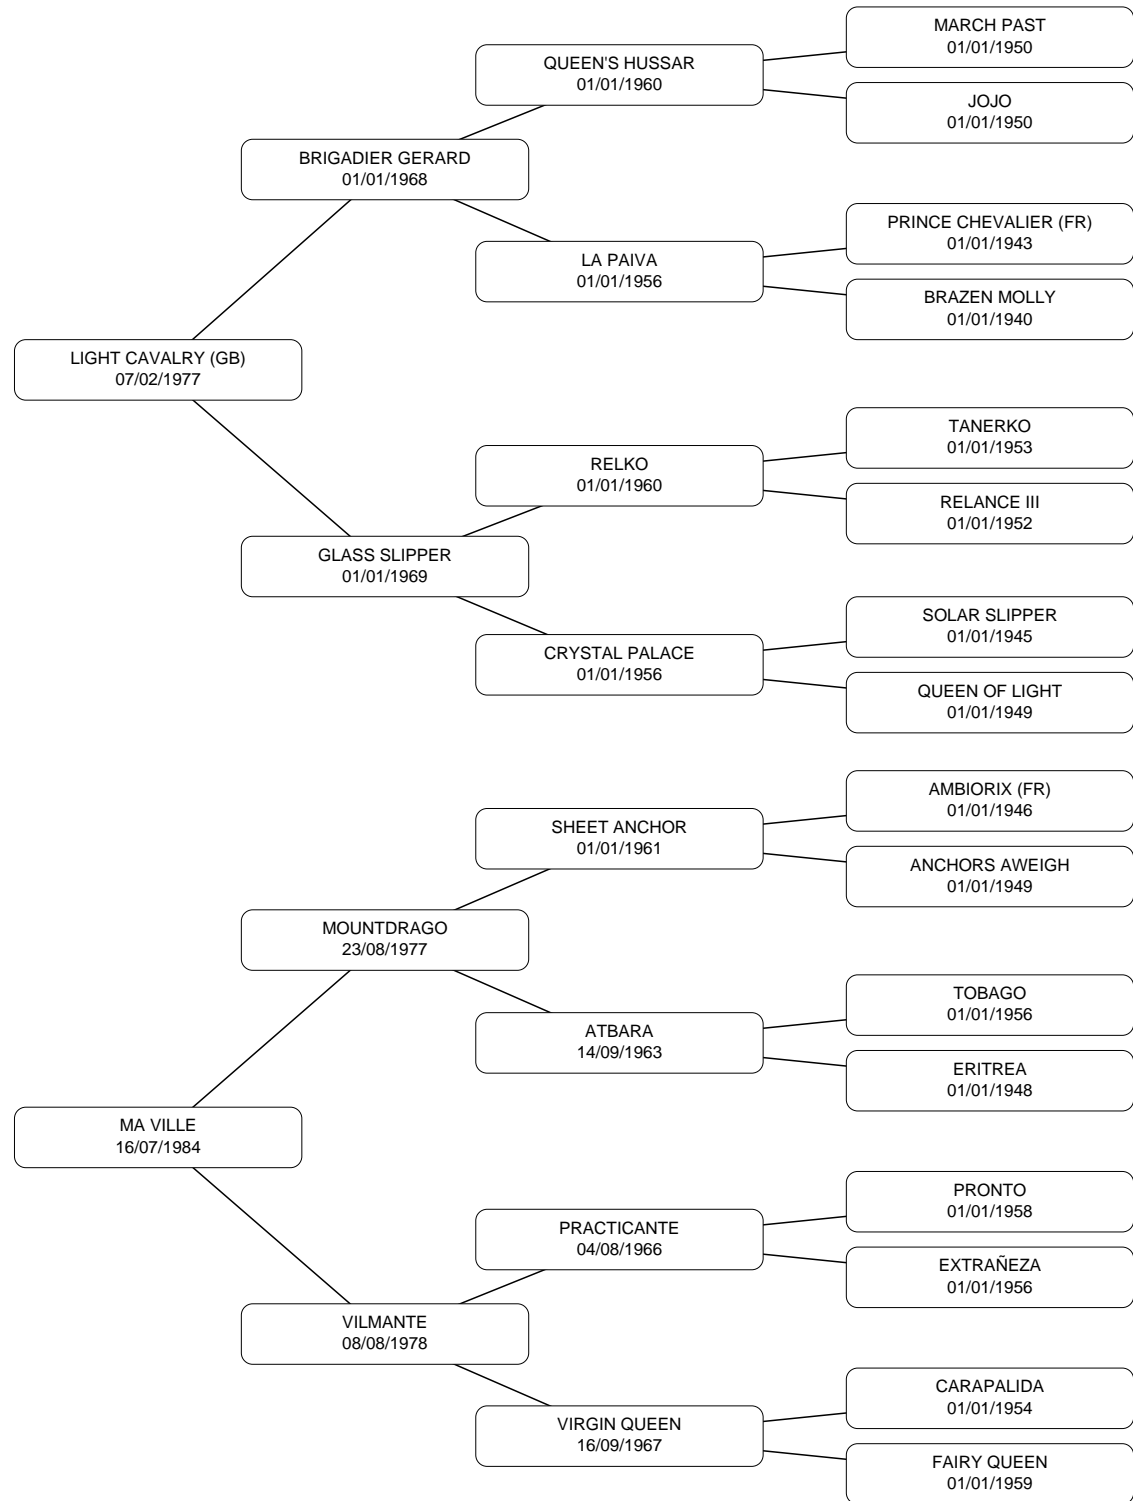 MARCH PAST
01/01/1950
QUEEN'S HUSSAR
01/01/1960
JOJO
01/01/1950
BRIGADIER GERARD
01/01/1968
PRINCE CHEVALIER (FR)
01/01/1943
LA PAIVA
01/01/1956
BRAZEN MOLLY
01/01/1940
LIGHT CAVALRY (GB)
07/02/1977
TANERKO
01/01/1953
RELKO
01/01/1960
RELANCE III
01/01/1952
GLASS SLIPPER
01/01/1969
SOLAR SLIPPER
01/01/1945
CRYSTAL PALACE
01/01/1956
QUEEN OF LIGHT
01/01/1949
AMBIORIX (FR)
01/01/1946
SHEET ANCHOR
01/01/1961
ANCHORS AWEIGH
01/01/1949
MOUNTDRAGO
23/08/1977
TOBAGO
01/01/1956
ATBARA
14/09/1963
ERITREA
01/01/1948
MA VILLE
16/07/1984
PRONTO
01/01/1958
PRACTICANTE
04/08/1966
EXTRAÑEZA
01/01/1956
VILMANTE
08/08/1978
CARAPALIDA
01/01/1954
VIRGIN QUEEN
16/09/1967
FAIRY QUEEN
01/01/1959